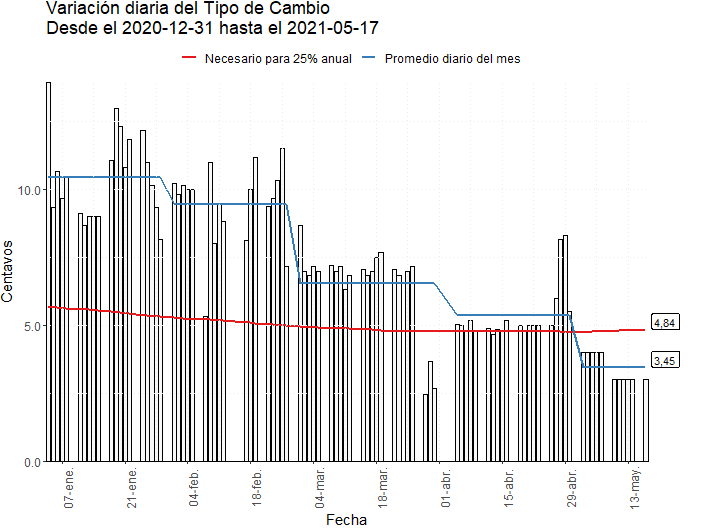 Variación diaria del Tipo de Cambio
Desde el 2020-12-31 hasta el 2021-05-17
Necesario para 25% anual
Promedio diario del mes
Centavos
10.0
5.0
0.0
4,84
3,45
07-ene.
21-ene.
04-feb.
18-feb.
04-mar.
18-mar.
01-abr.
15-abr.
29-abr.
13-may.
Fecha